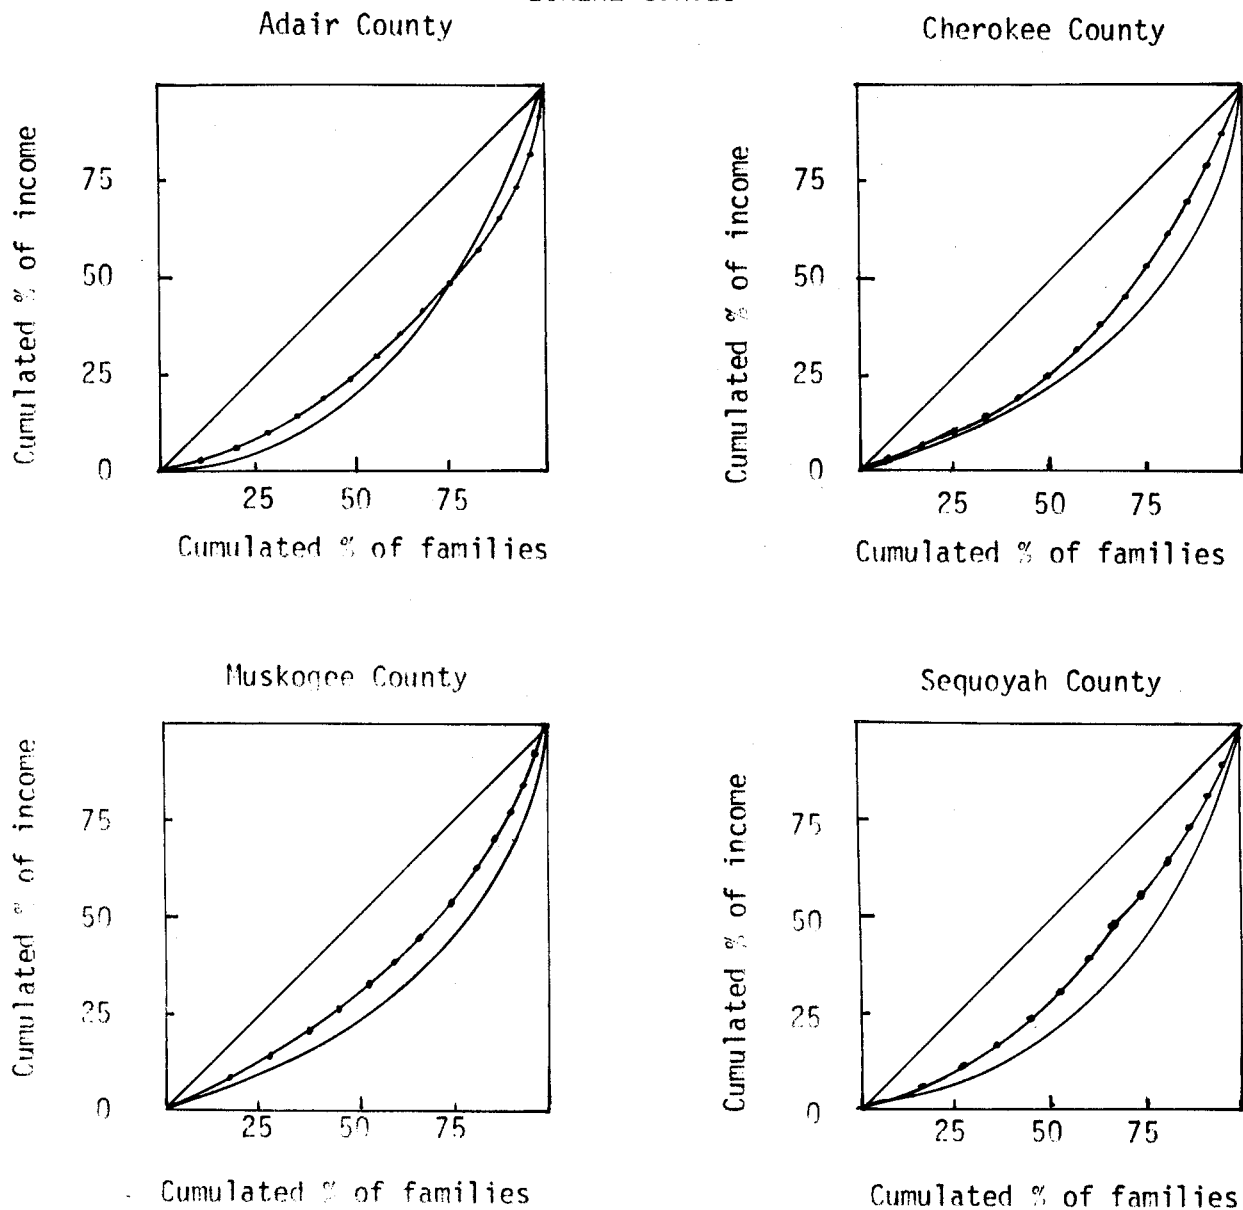 Adair County
Cherokee County
Cumulated % of income
75
50
25
0
25 50 75
Cumulated % of families
Cumulated % of income
75
50
25
0
25 50 75
Cumulated % of families
Muskogee County
Sequoyah County
Cumulated % of income
75
50
25
0
25 50 75
Cumulated % of families
Cumulated % of income
75
50
25
0
25 50 75
Cumulated % of families